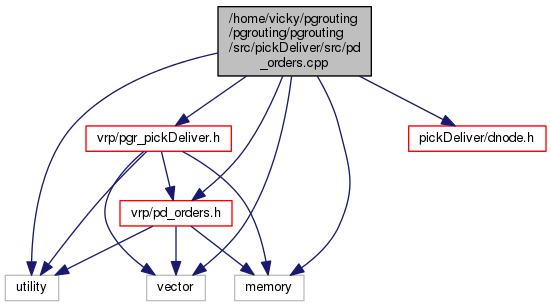 /home/vicky/pgrouting
/pgrouting/pgrouting
/src/pickDeliver/src/pd
_orders.cpp
vrp/pgr_pickDeliver.h
pickDeliver/dnode.h
vrp/pd_orders.h
utility
vector
memory